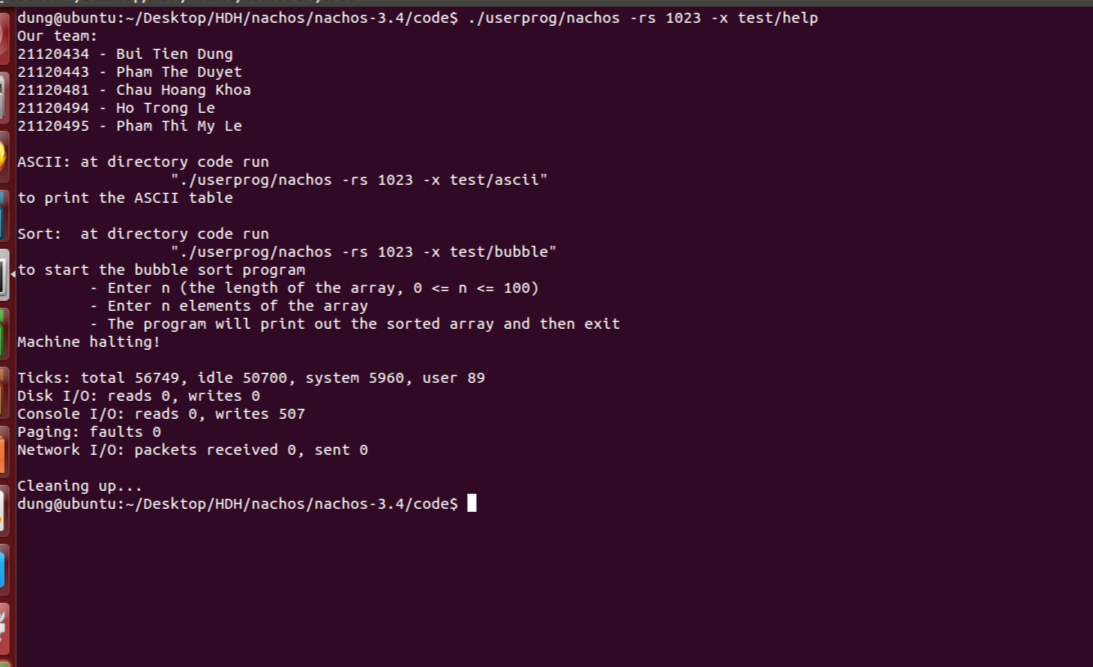 dung@ubuntu:~/Desktop/HDH/nachos/nachos-3.4/code$ ./userprog/nachos -rs 1023 -x test/help
Our team:
21120434 - Bui Tien Dung
21120443 - Pham The Duyet
21120481 - Chau Hoang Khoa
21120494 - Ho Trong Le
21120495 - Pham Thi My Le
ASCII: at directory code run
"./userprog/nachos -rs 1023 -x test/ascii"
to print the ASCII table
Sort:  at directory code run
"./userprog/nachos -rs 1023 -x test/bubble"
to start the bubble sort program
- Enter n (the length of the array, 0 <= n <= 100)
- Enter n elements of the array
- The program will print out the sorted array and then exit
Machine halting!
Ticks: total 56749, idle 50700, system 5960, user 89
Disk I/O: reads 0, writes 0
Console I/O: reads 0, writes 507
Paging: faults 0
Network I/O: packets received 0, sent 0
Cleaning up...
dung@ubuntu:~/Desktop/HDH/nachos/nachos-3.4/code$